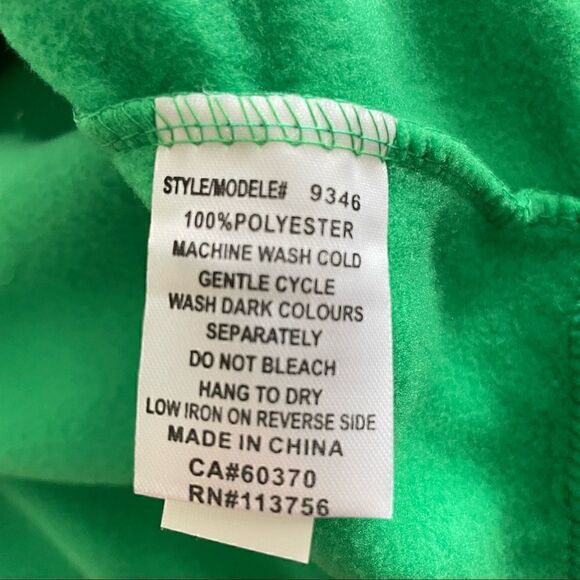 STYLE/MODELE# 9346
100%POLYESTER
MACHINE WASH COLD
GENTLE CYCLE
WASH DARK COLOURS
SEPARATELY
DO NOT BLEACH
HANG TO DRY
LOW IRON ON REVERSE SIDE
MADE IN CHINA
CA#60370
RN#113756